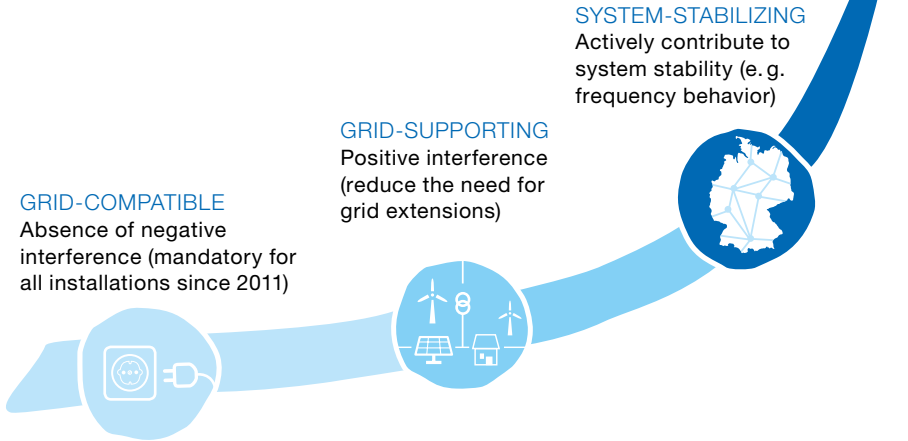 SYSTEM-STABILIZING
Actively contribute to
system stability (e. g.
frequency behavior)
GRID-SUPPORTING
Positive interference
(reduce the need for
grid extensions)
GRID-COMPATIBLE
Absence of negative
interference (mandatory for
all installations since 2011)